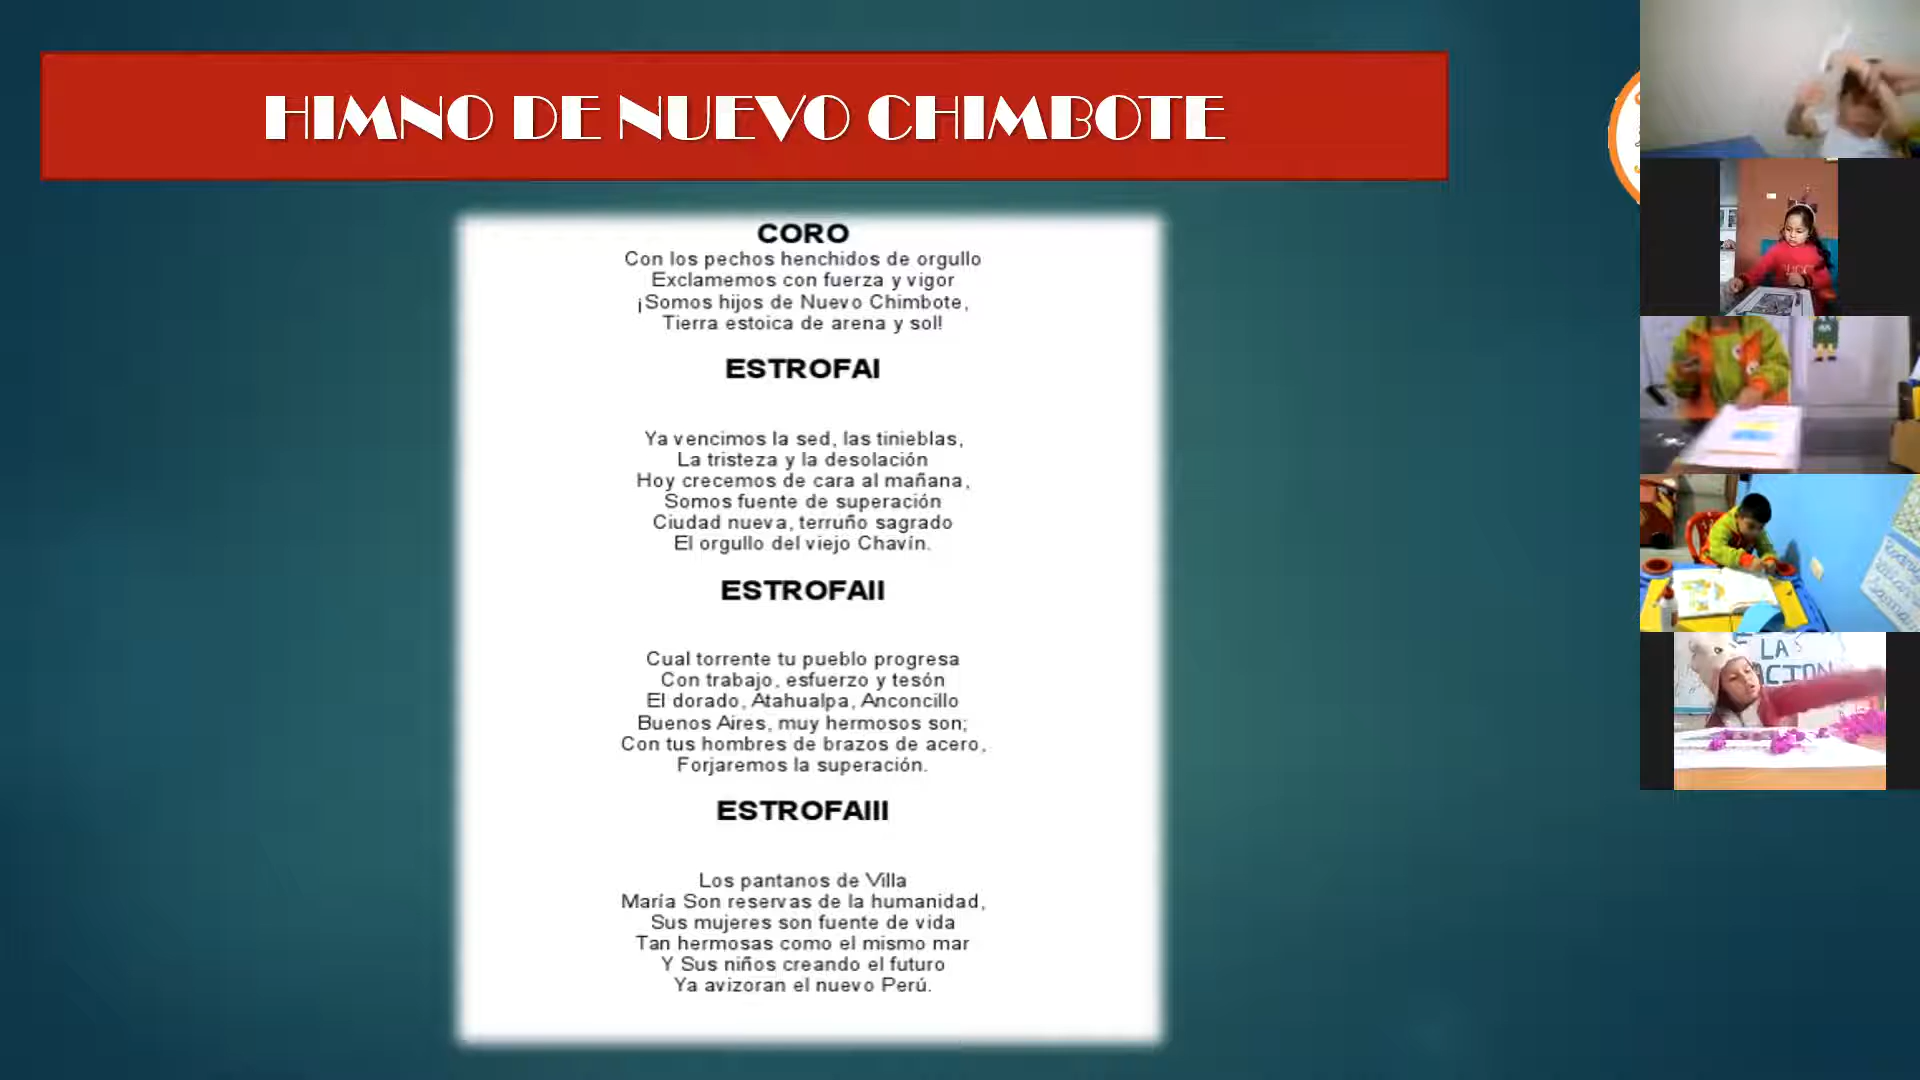 HIMNO DE NUEVO CHIMBOTE
CORO
Con los pechos henchidos de orgullo
Exclamemos con fuerza y vigor
¡Somos hijos de Nuevo Chimbote,
Tierra estoica de arena y sol!
ESTROFAI
Ya vencimos la sed, las tinieblas,
La tristeza y la desolación
Hoy crecemos de cara al mañana,
Somos fuente de superación
Ciudad nueva, terruño sagrado
El orgullo del viejo Chavín.
ESTROFAII
Cual torrente tu pueblo progresa
Con trabajo, esfuerzo y tesón
El dorado, Atahualpa, Anconcillo
Buenos Aires, muy hermosos son;
Con tus hombres de brazos de acero,
Forjaremos la superación.
ESTROFAIII
Los pantanos de Villa
María Son reservas de la humanidad,
Sus mujeres son fuente de vida
Tan hermosas como el mismo mar
Y Sus niños creando el futuro
Ya avizoran el nuevo Perú.
LA